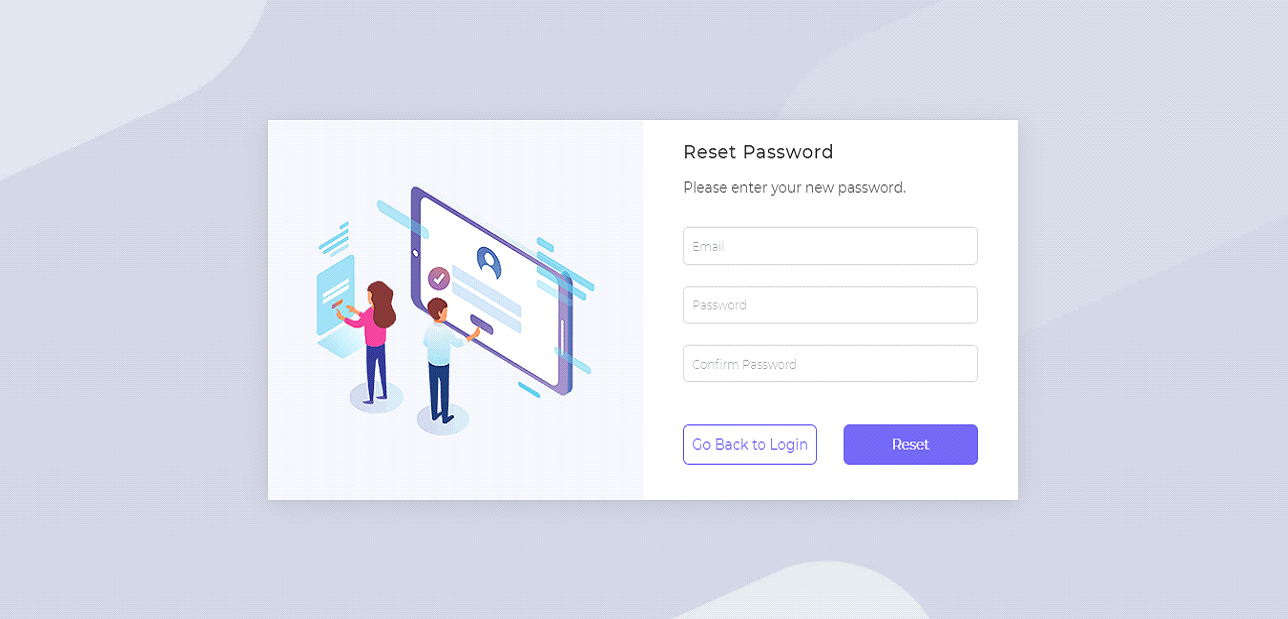 Reset Password
Please enter your new password.
Email
Password
Confirm Password
Go Back to Login
Reset